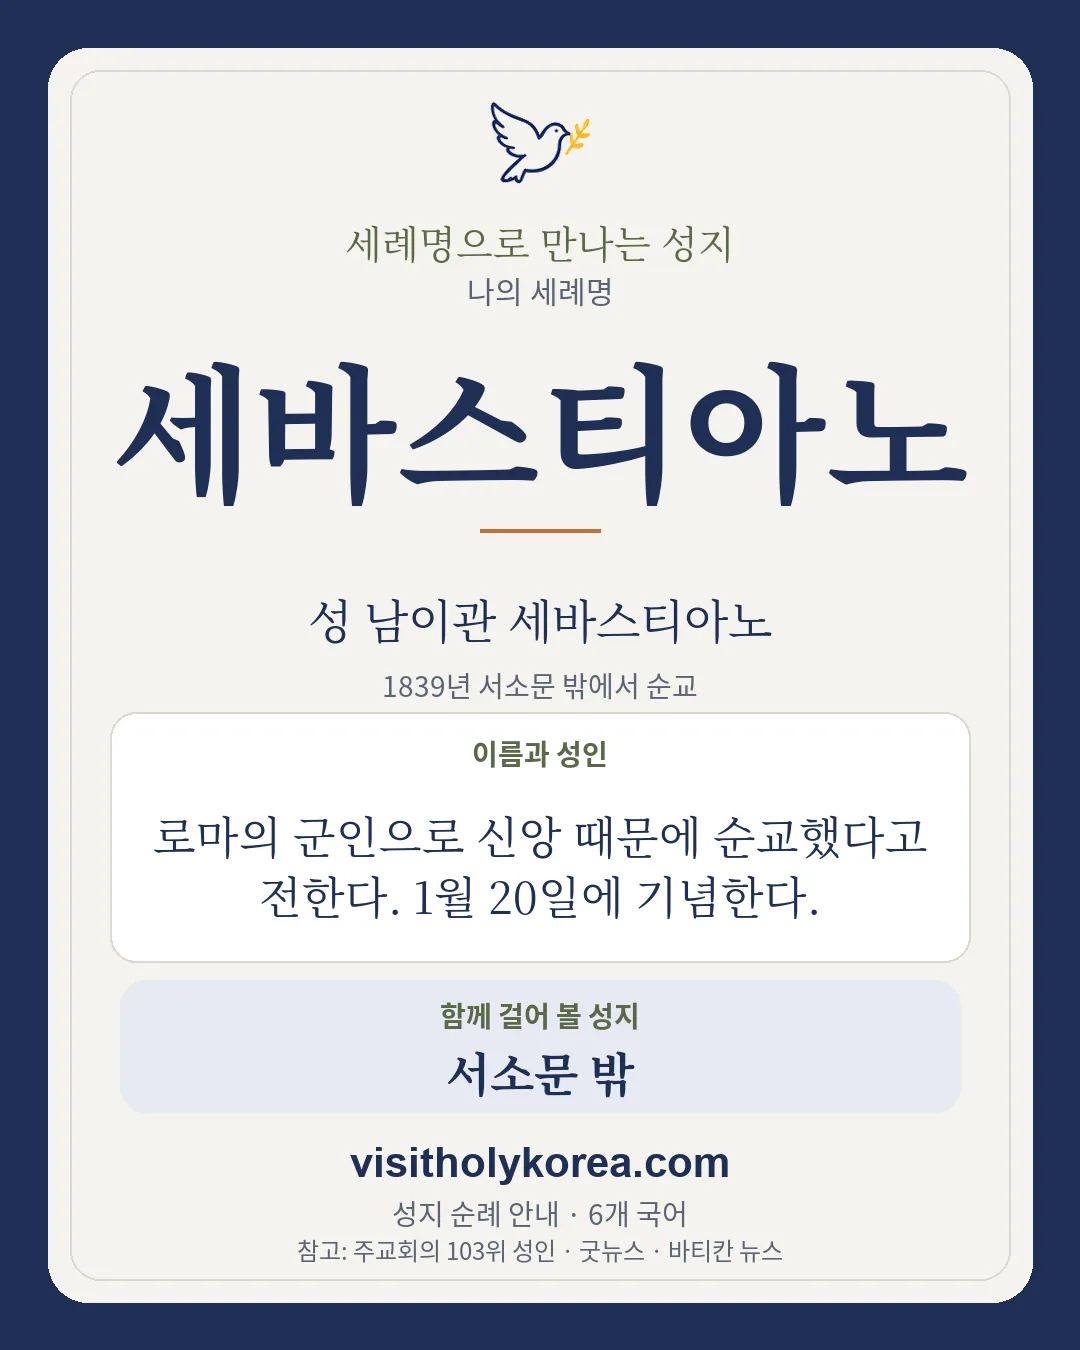 세례명으로 만나는 성지
나의 세례명
세바스티아노
성 남이관 세바스티아노
1839년 서소문 밖에서 순교
이름과 성인
로마의 군인으로 신앙 때문에 순교했다고
전한다. 1월 20일에 기념한다.
함께 걸어 볼 성지
서소문 밖
visitholykorea.com
성지 순례 안내 · 6개 국어
참고: 주교회의 103위 성인 · 굿뉴스 · 바티칸 뉴스